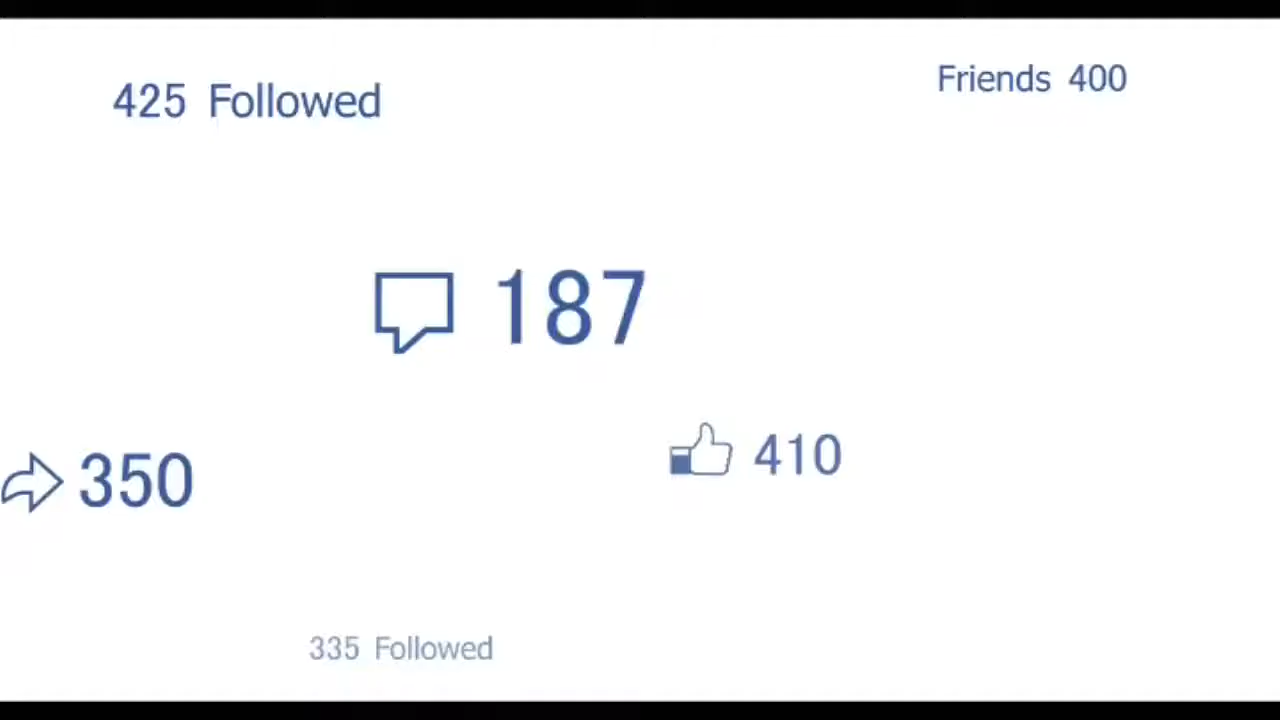 425 Followed
Friends 400
187
350
410
335 Followed